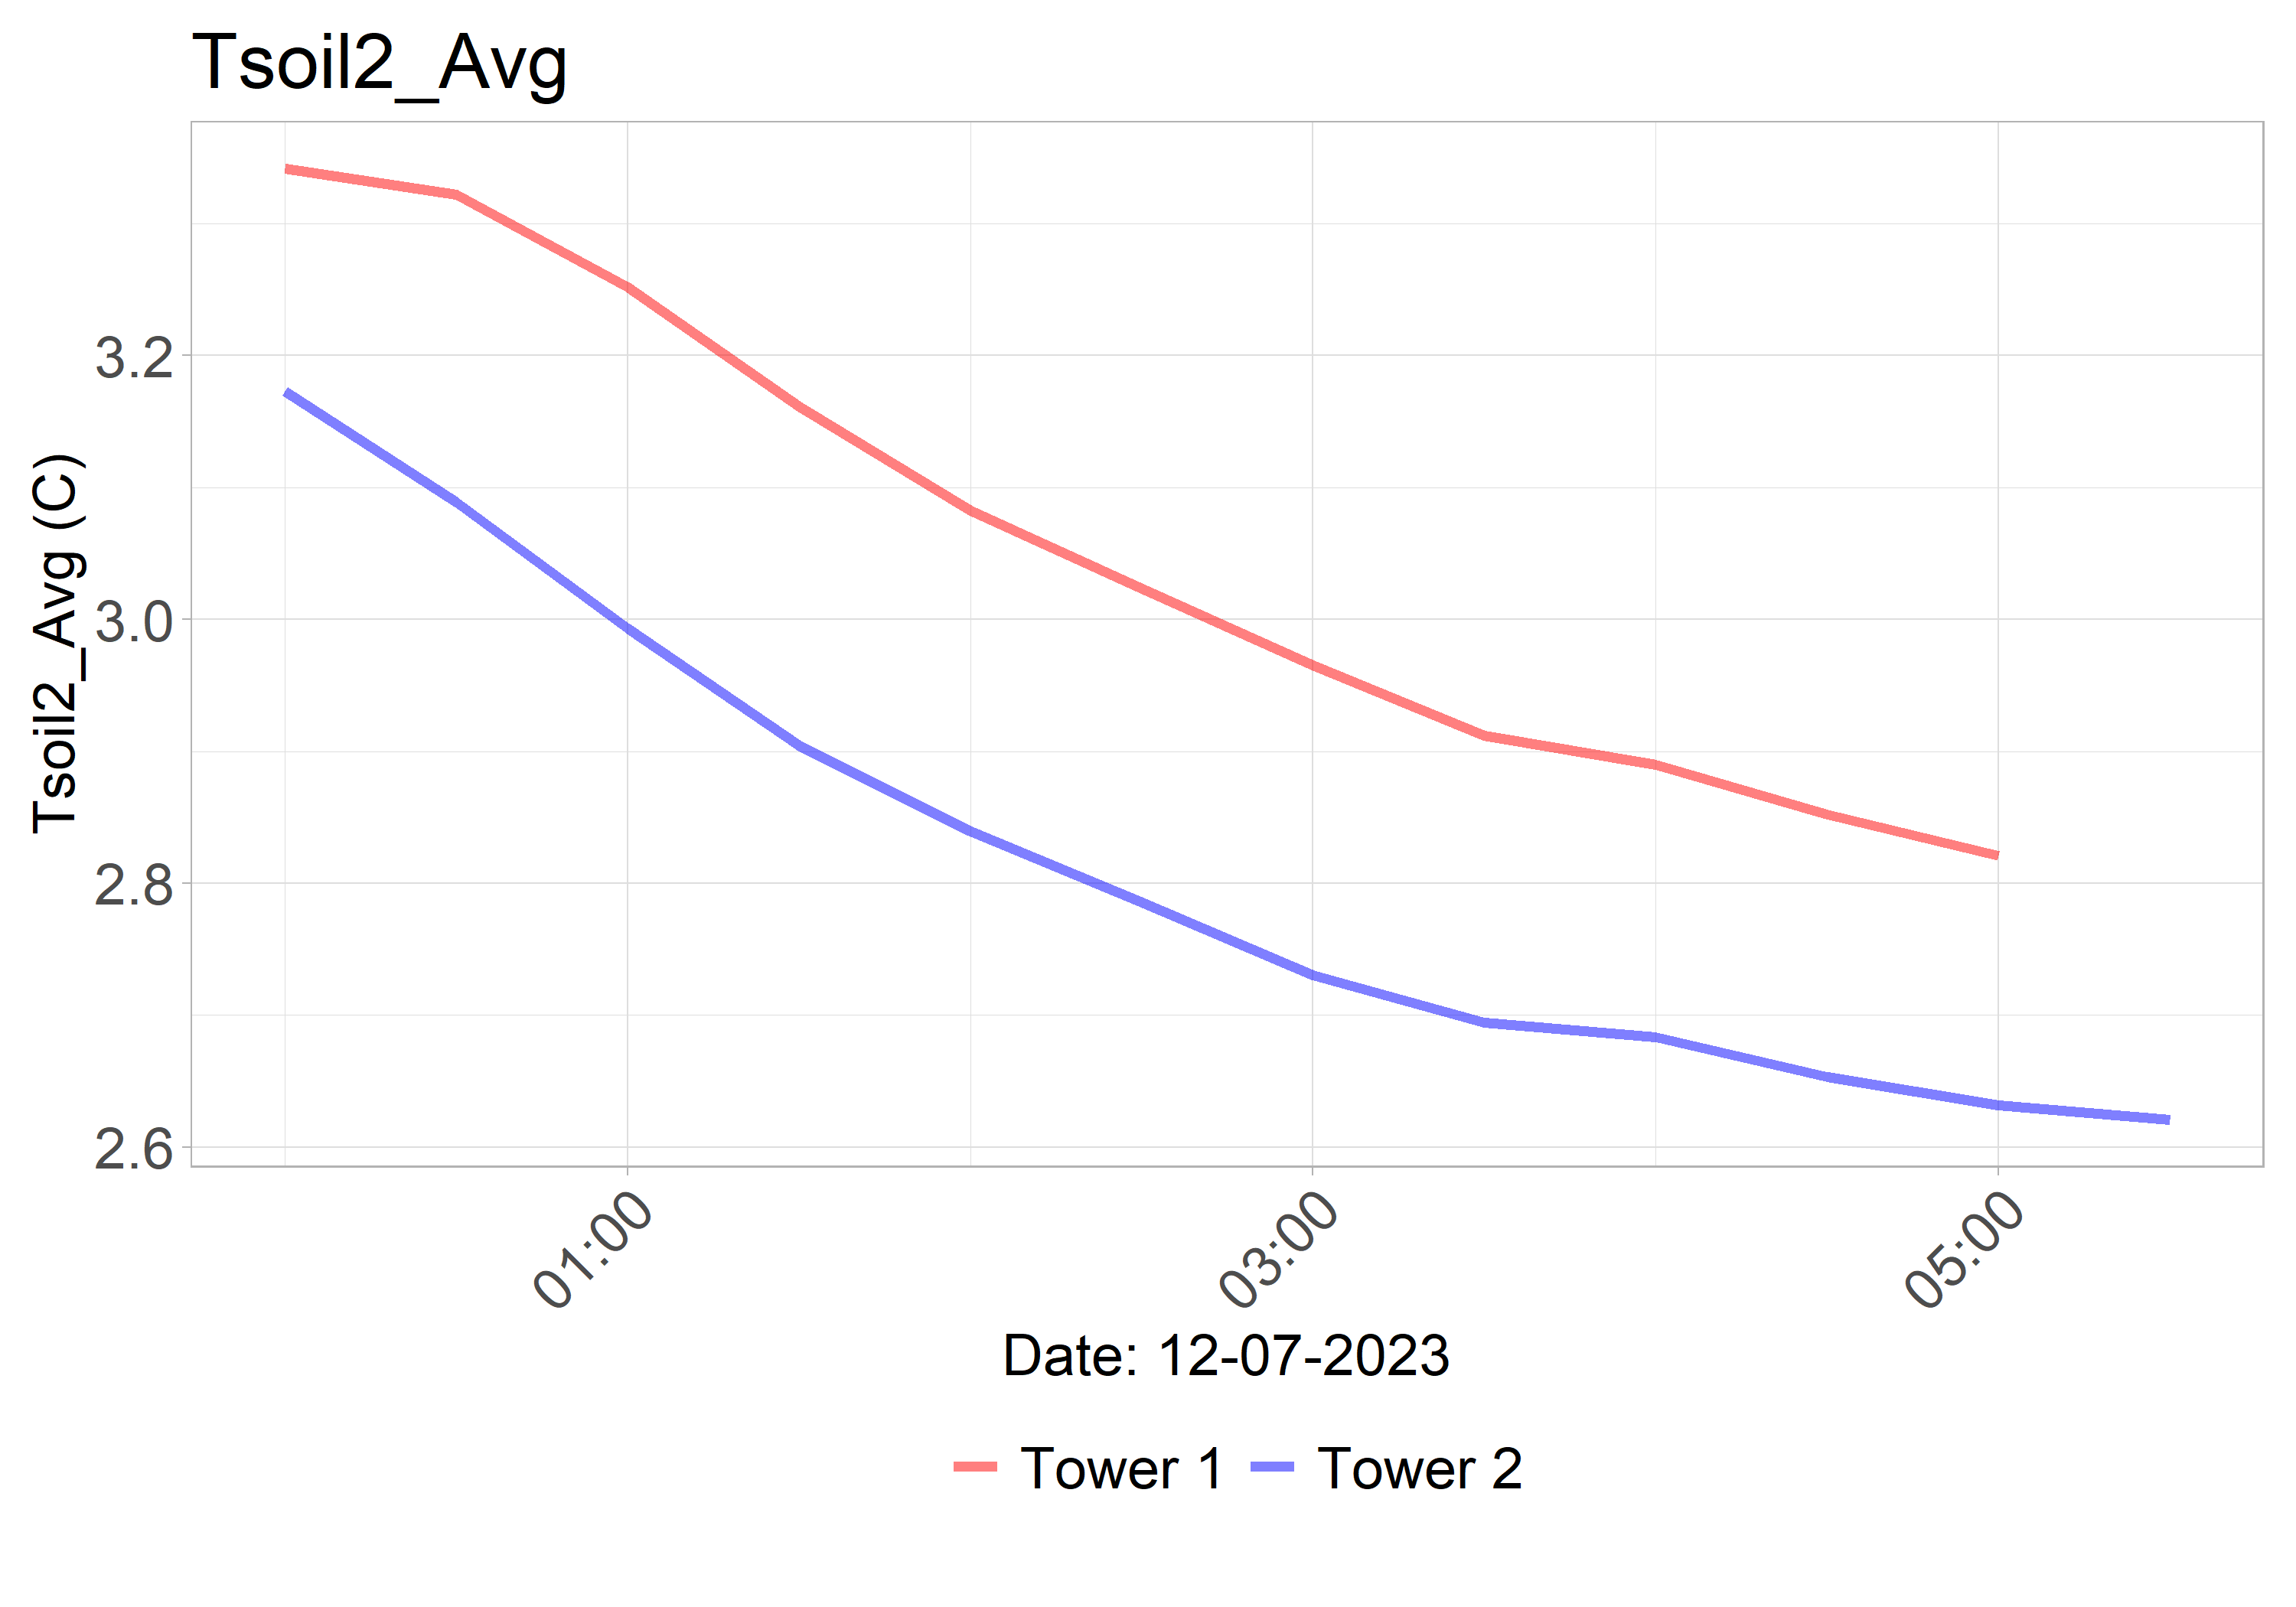 Tsoil2_Avg
Tsoil2_Avg (C)
3.2
3.0
2.8
2.6
01:00
03:00
05:00
Date: 12-07-2023
Tower 1
Tower 2